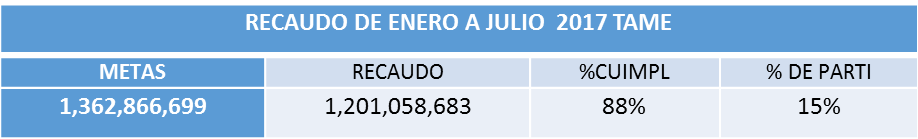 RECAUDO DE ENERO A JULIO 2017 TAME
METAS RECAUDO %CUIMPL % DE PARTI
1,362,866,699 1,201,058,683 88% 15%